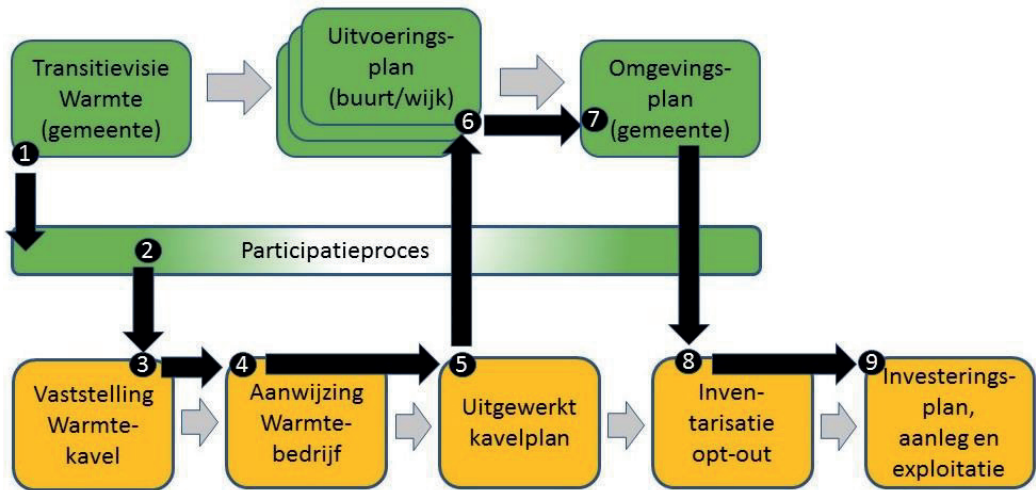 Transitievisie
Warmte
(gemeente)
1
Uitvoerings-
plan
(buurt/wijk)
6
Omgevings-
plan
(gemeente)
7
2
Participatieproces
3
Vaststelling
Warmte-
kavel
4
Aanwijzing
Warmte-
bedrijf
5
Uitgewerkt
kavelplan
8
Inven-
tarisatie
opt-out
9
Investerings-
plan,
aanleg en
exploitatie